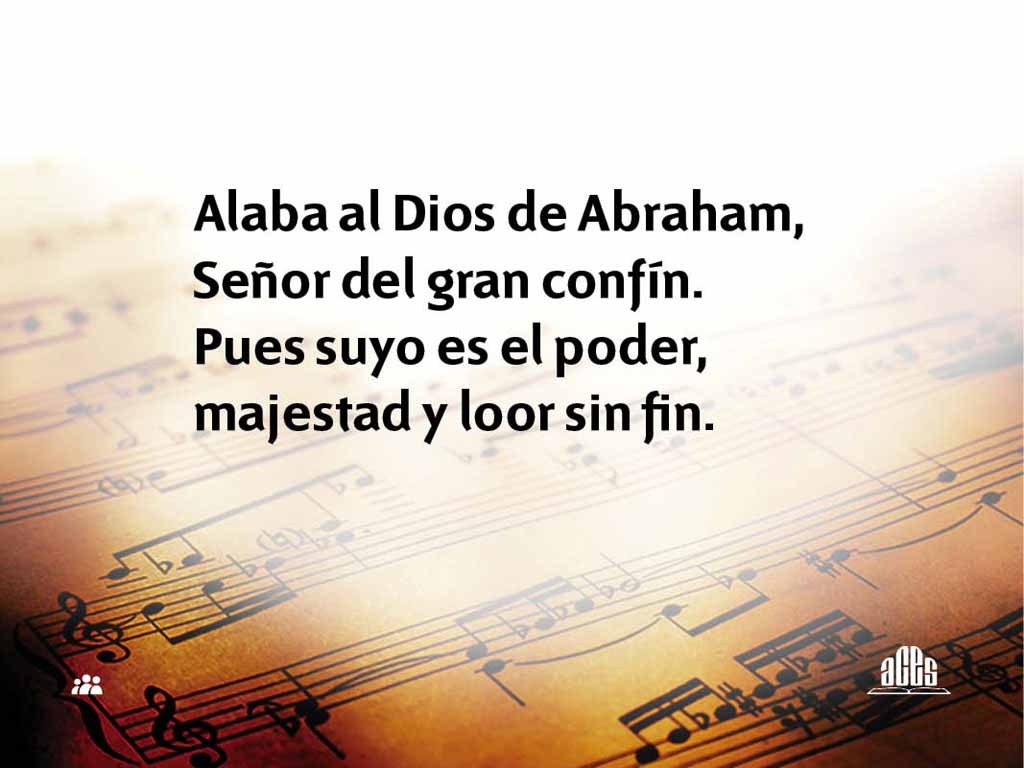 Alaba al Dios de Abraham,
Señor del gran confín.
Pues suyo es el poder,
majestad y loor sin fin.
aces